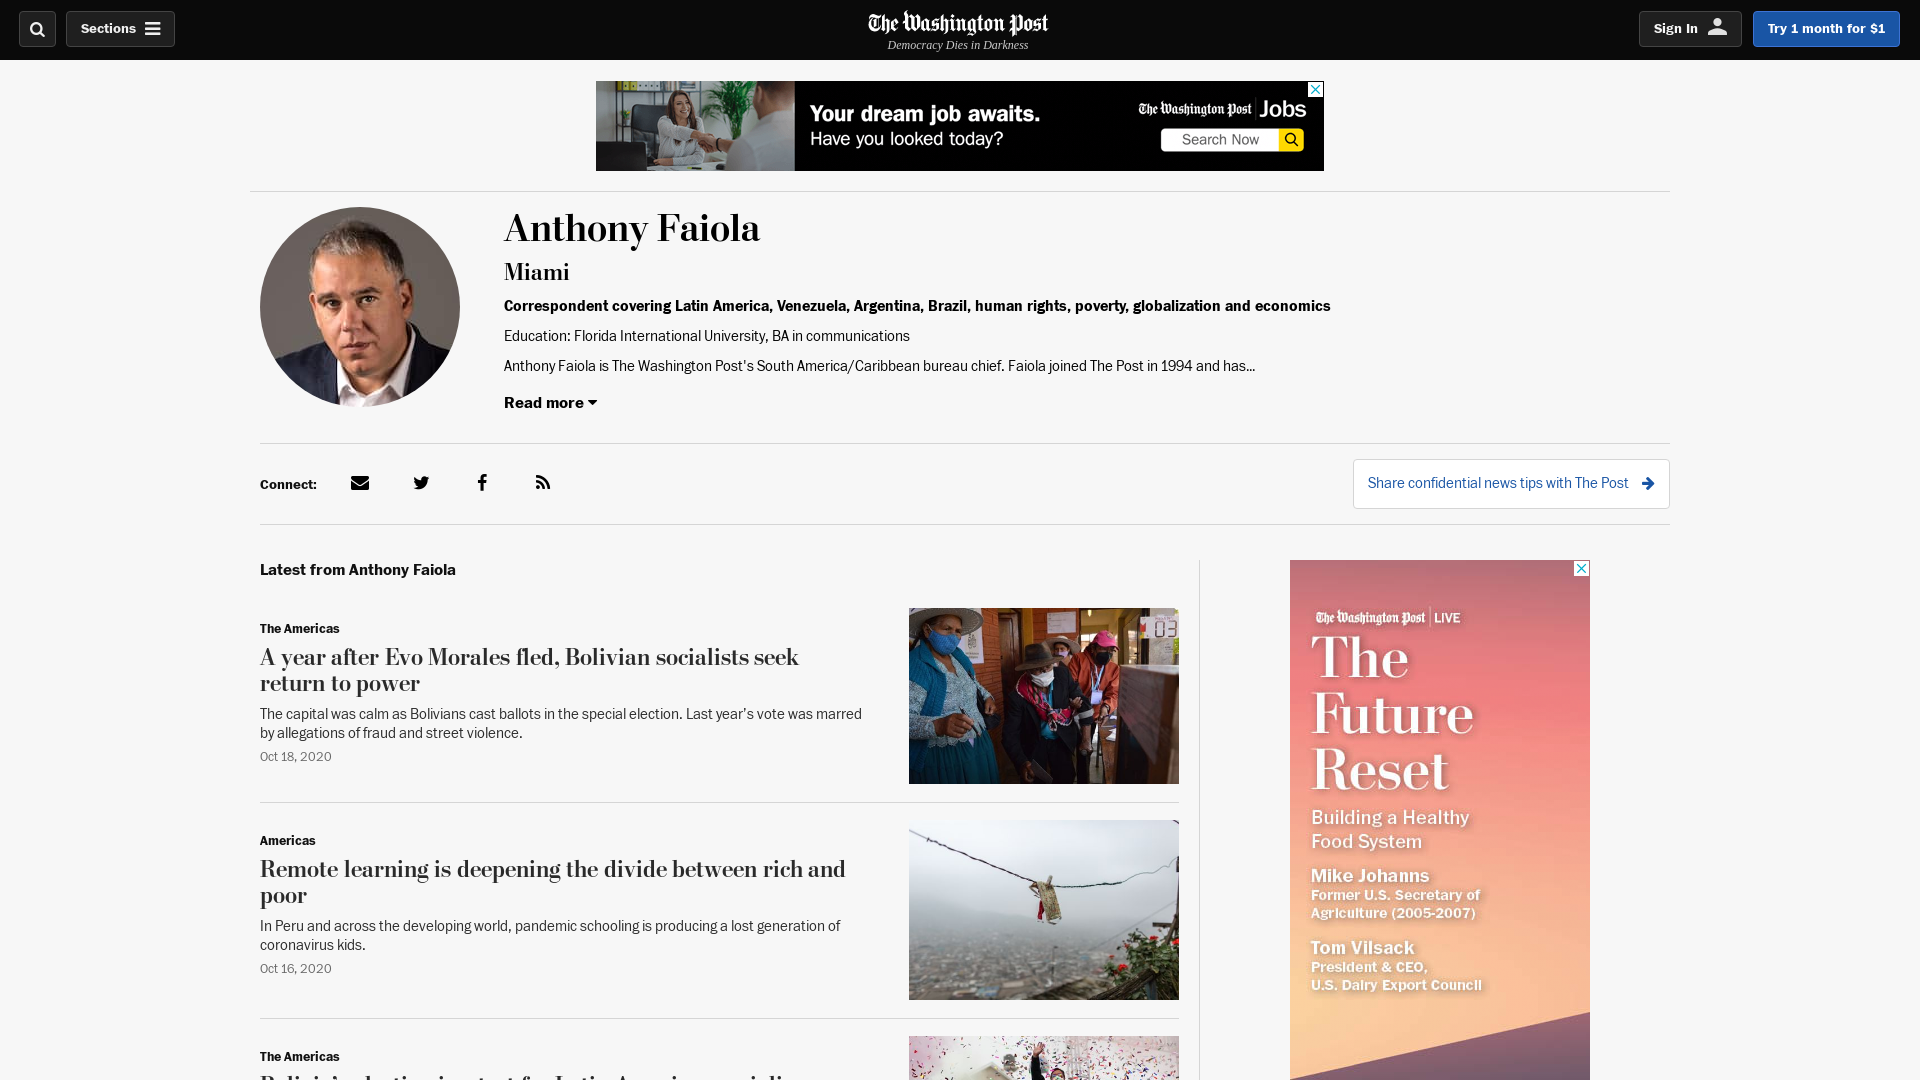 Sections
The Washington Post
Democracy Dies in Darkness
Sign In
Try 1 month for $1
Your dream job awaits.
Have you looked today?
The Washington Post Jobs
Search Now
Anthony Faiola
Miami
Correspondent covering Latin America, Venezuela, Argentina, Brazil, human rights, poverty, globalization and economics
Education: Florida International University, BA in communications
Anthony Faiola is The Washington Post's South America/Caribbean bureau chief. Faiola joined The Post in 1994 and has...
Read more
Connect:
Share confidential news tips with The Post
Latest from Anthony Faiola
The Americas
A year after Evo Morales fled, Bolivian socialists seek
return to power
The capital was calm as Bolivians cast ballots in the special election. Last year’s vote was marred
by allegations of fraud and street violence.
Oct 18, 2020
03
Americas
Remote learning is deepening the divide between rich and
poor
In Peru and across the developing world, pandemic schooling is producing a lost generation of
coronavirus kids.
Oct 16, 2020
The Americas
The Washington Post LIVE
The
Future
Reset
Building a Healthy
Food System
Mike Johanns
Former U.S. Secretary of
Agriculture (2005-2007)
Tom Vilsack
President & CEO,
U.S. Dairy Export Council